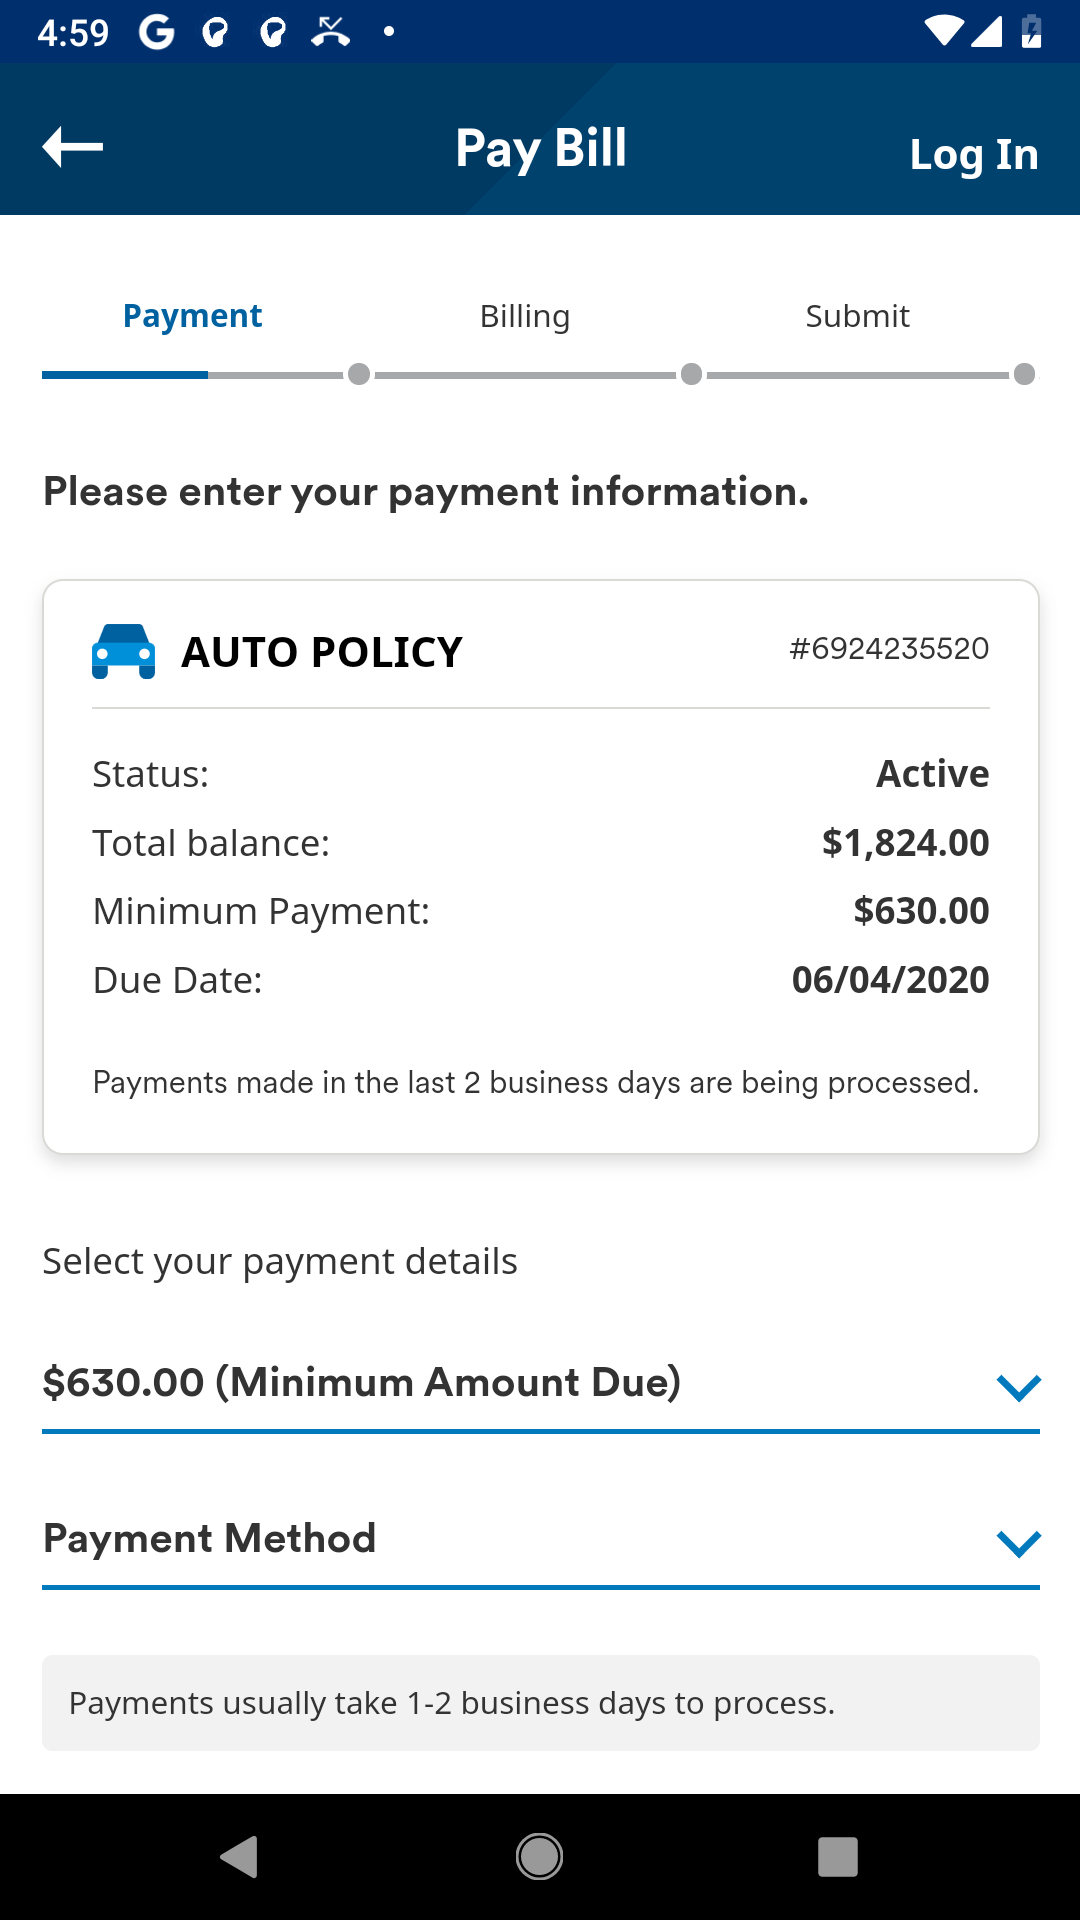 4:59
Pay Bill
Log In
Payment
Billing
Submit
Please enter your payment information.
AUTO POLICY
#6924235520
Status:
Active
Total balance:
$1,824.00
Minimum Payment:
$630.00
Due Date:
06/04/2020
Payments made in the last 2 business days are being processed.
Select your payment details
$630.00 (Minimum Amount Due)
Payment Method
Payments usually take 1-2 business days to process.